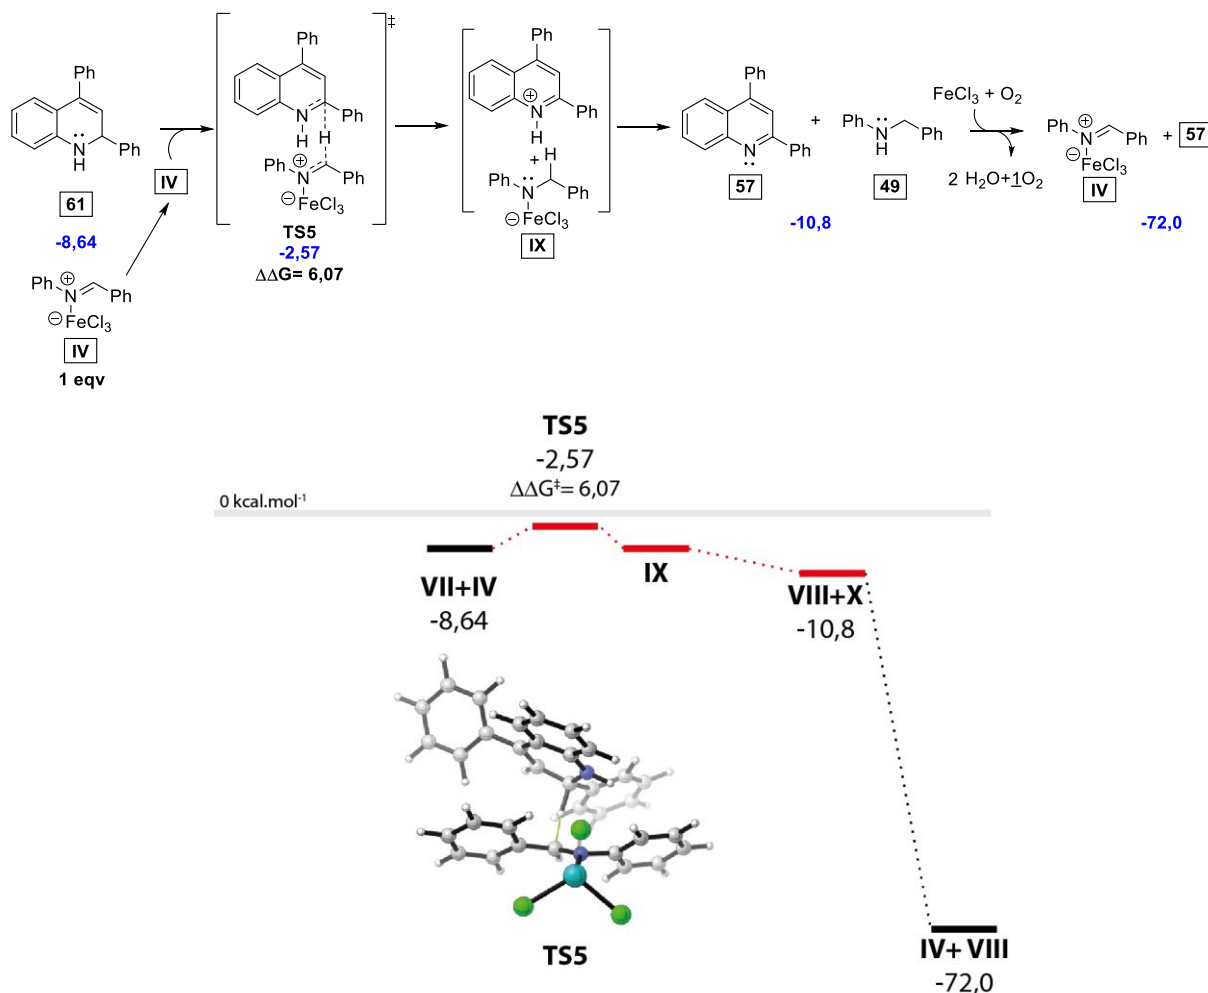 Ph
N
H
Ph
61
-8,64
Ph
N
Ph
FeCl3
IV
1 eqv
IV
‡
Ph
N
H
Ph
H
Ph
N
Ph
FeCl3
TS5
-2,57
ΔΔG= 6,07
Ph
N
H
Ph
+
H
Ph
N
Ph
FeCl3
IX
Ph
N
Ph
57
+
Ph
N
H
Ph
49
-10,8
FeCl3 + O2
2 H2O+1O2
Ph
N
Ph
FeCl3
IV
+ 57
-72,0
TS5
-2,57
ΔΔG‡= 6,07
0 kcal.mol-1
VII+IV
-8,64
IX
VIII+X
-10,8
TS5
IV+ VIII
-72,0